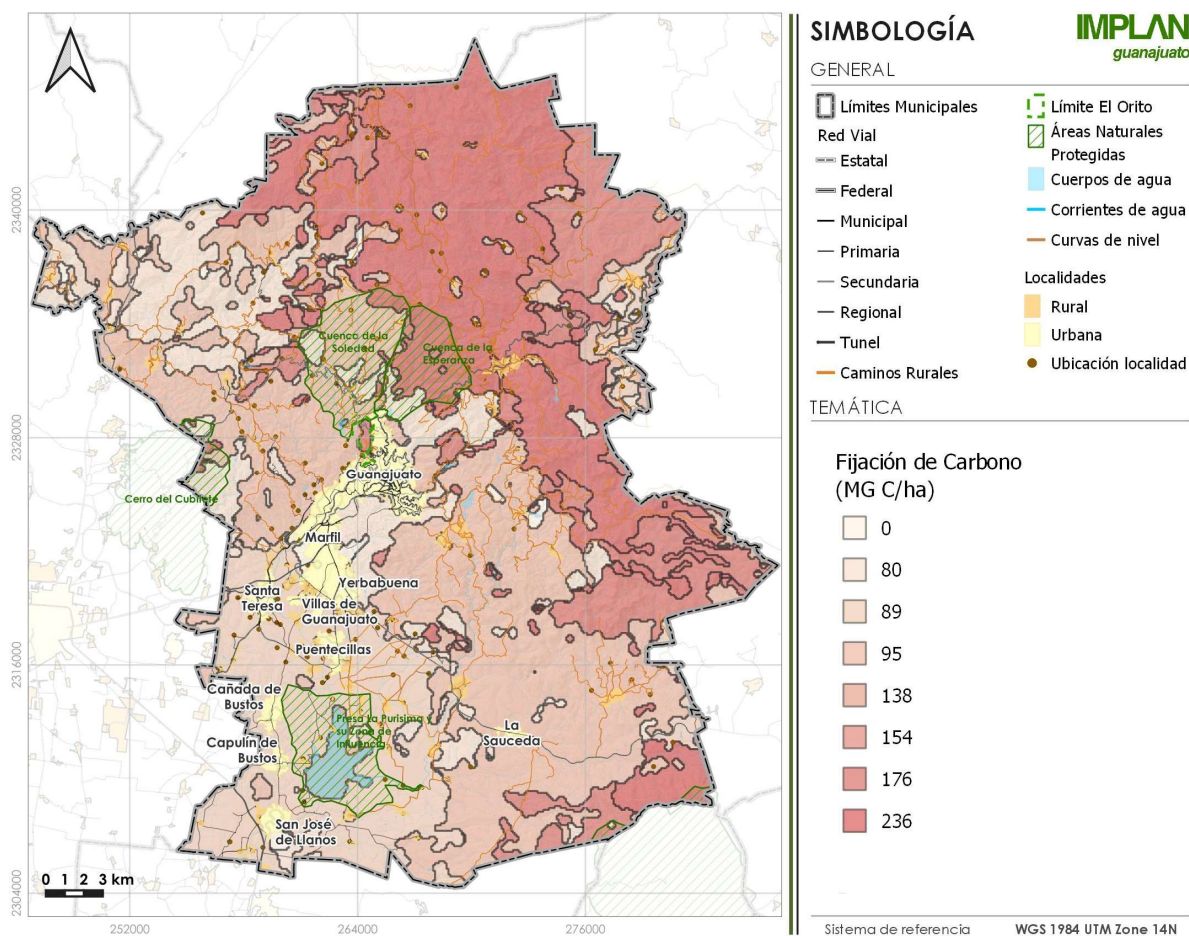 SIMBOLOGÍA
IMPLAN
guanajuato
GENERAL
Límites Municipales
Red Vial
Estatal
Federal
Municipal
Primaria
Secundaria
Regional
Tunel
Caminos Rurales
Límite El Orito
Áreas Naturales
Protegidas
Cuerpos de agua
Corrientes de agua
Curvas de nivel
Localidades
Rural
Urbana
Ubicación localidad
TEMÁTICA
Fijación de Carbono
(MG C/ha)
0
80
89
95
138
154
176
236
Sistema de referencia
WGS 1984 UTM Zone 14N
2340000
2328000
2316000
2304000
252000
264000
276000
Cuenca de la
Soledad
Cuenca de la
Esperanza
Cerro del Cubilete
Guanajuato
Marfil
Yerbabuena
Santa
Teresa
Villas de
Guanajuato
Puentecillas
Cañada de
Bustos
Presa La Purisima y
su Zona de
Influencia
Capulín de
Bustos
La
Sauceda
San José
de Llanos
0 1 2 3 km